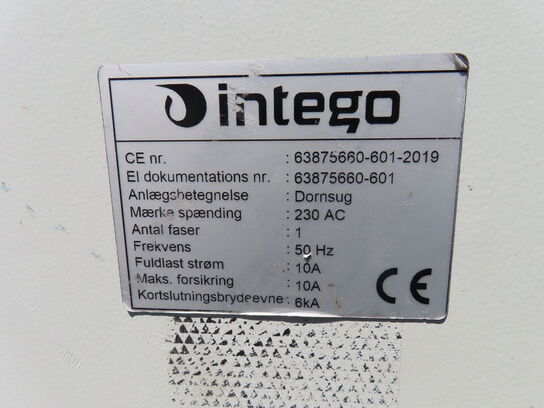 intego
CE nr. : 63875660-601-2019
El dokumentations nr. : 63875660-601
Anlægsbetegnelse : Dornsug
Mærke spænding : 230 AC
Antal faser : 1
Frekvens : 50 Hz
Fuldlast strøm : 10A
Maks. forsikring : 10A
Kortslutningsbrydeevne : 6kA
CE